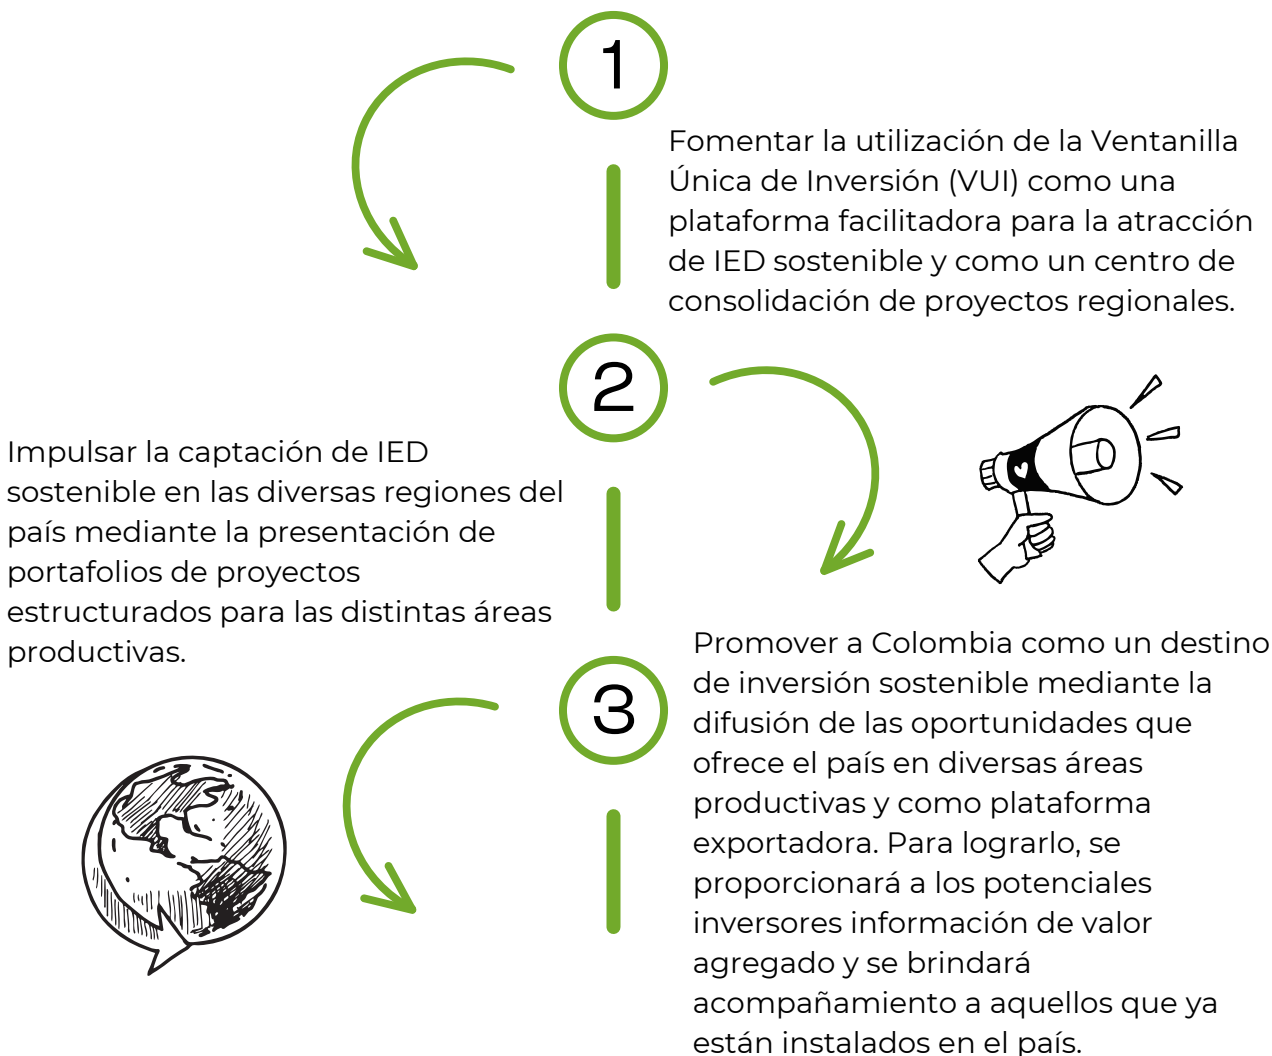 1
Fomentar la utilización de la Ventanilla
Única de Inversión (VUI) como una
plataforma facilitadora para la atracción
de IED sostenible y como un centro de
consolidación de proyectos regionales.
2
Impulsar la captación de IED
sostenible en las diversas regiones del
país mediante la presentación de
portafolios de proyectos
estructurados para las distintas áreas
productivas.
3
Promover a Colombia como un destino
de inversión sostenible mediante la
difusión de las oportunidades que
ofrece el país en diversas áreas
productivas y como plataforma
exportadora. Para lograrlo, se
proporcionará a los potenciales
inversores información de valor
agregado y se brindará
acompañamiento a aquellos que ya
están instalados en el país.